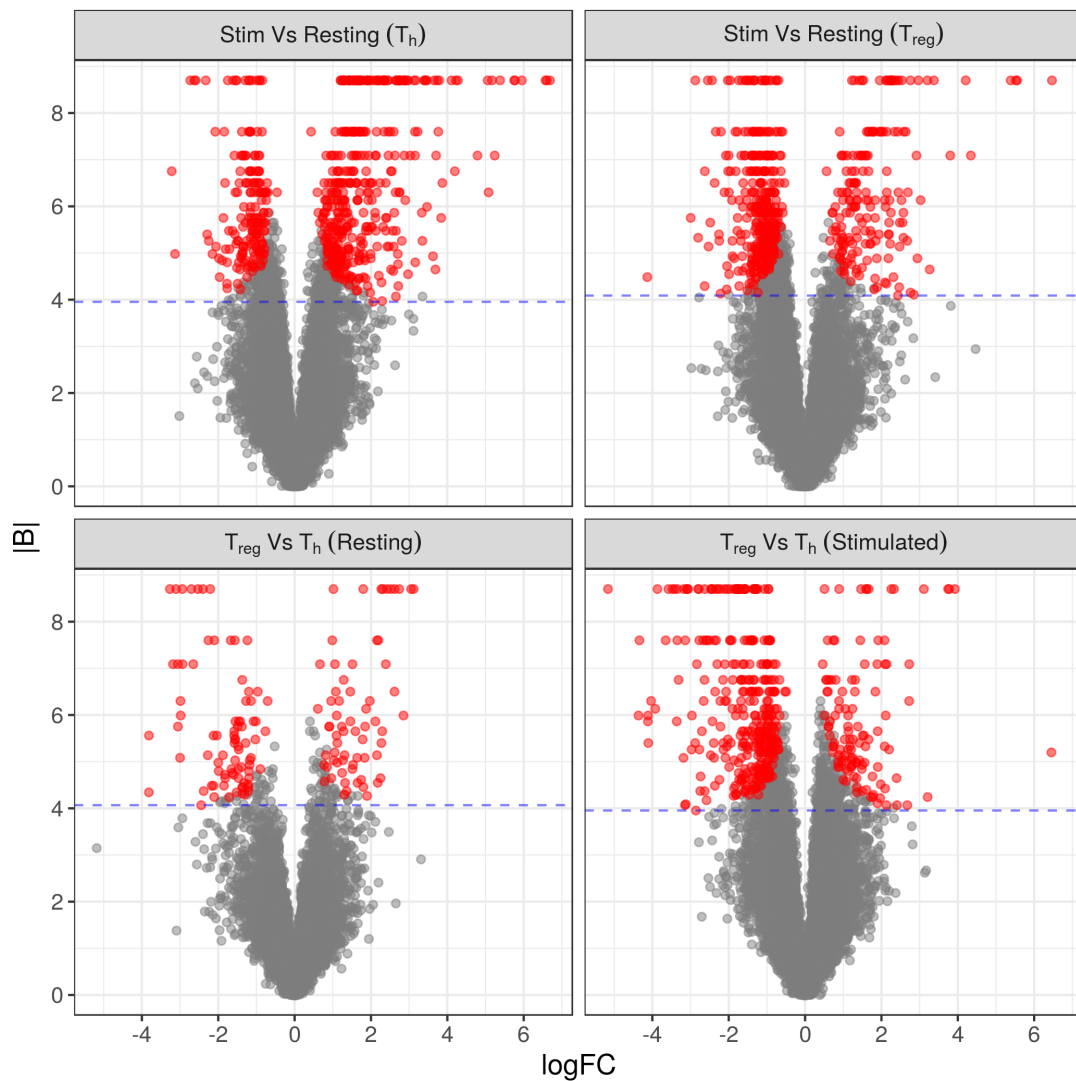 Stim Vs Resting (Th)
Stim Vs Resting (Treg)
8
6
4
2
0
|B|
Treg Vs Th (Resting)
Treg Vs Th (Stimulated)
8
6
4
2
0
-4 -2 0 2 4 6
-4 -2 0 2 4 6
logFC